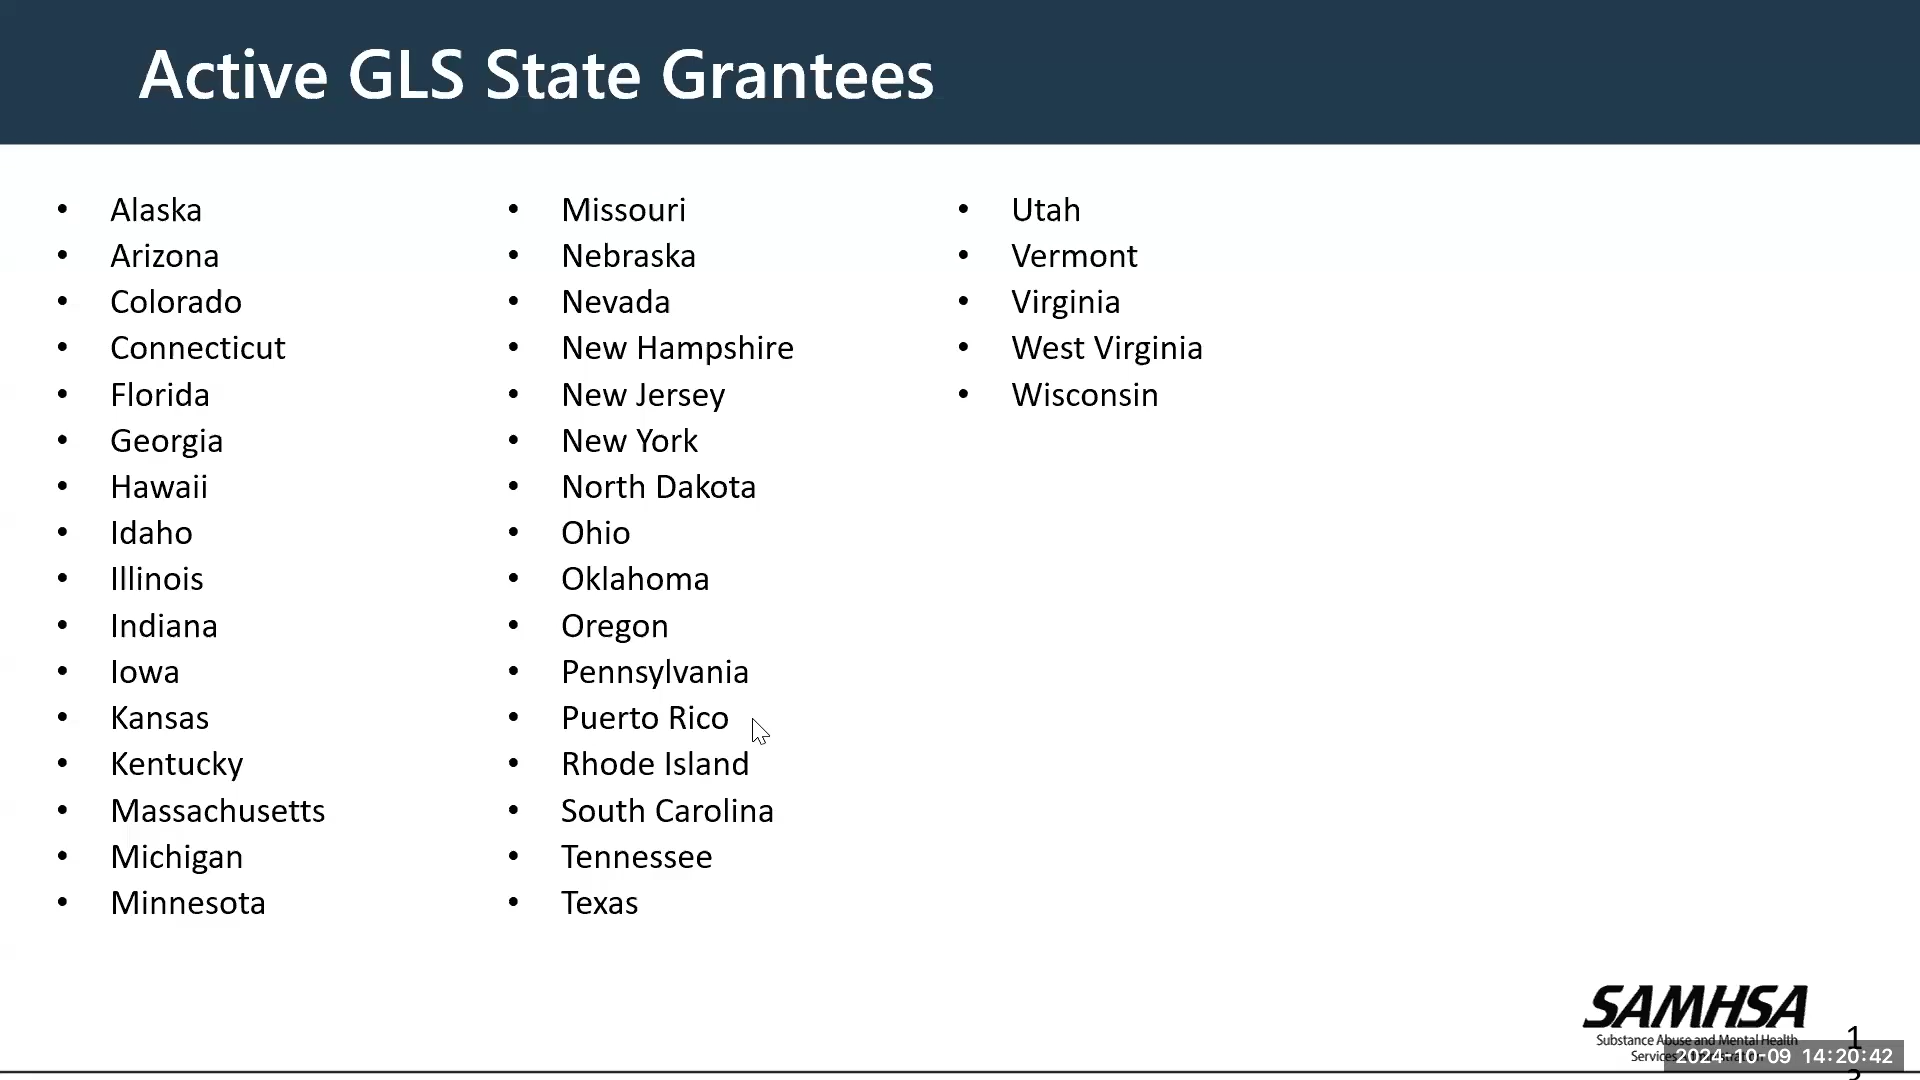 Active GLS State Grantees
• Alaska
• Arizona
• Colorado
• Connecticut
• Florida
• Georgia
• Hawaii
• Idaho
• Illinois
• Indiana
• Iowa
• Kansas
• Kentucky
• Massachusetts
• Michigan
• Minnesota
• Missouri
• Nebraska
• Nevada
• New Hampshire
• New Jersey
• New York
• North Dakota
• Ohio
• Oklahoma
• Oregon
• Pennsylvania
• Puerto Rico
• Rhode Island
• South Carolina
• Tennessee
• Texas
• Utah
• Vermont
• Virginia
• West Virginia
• Wisconsin
SAMHSA
Substance Abuse and Mental Health
Services
1
2024-10-09 14:20:42